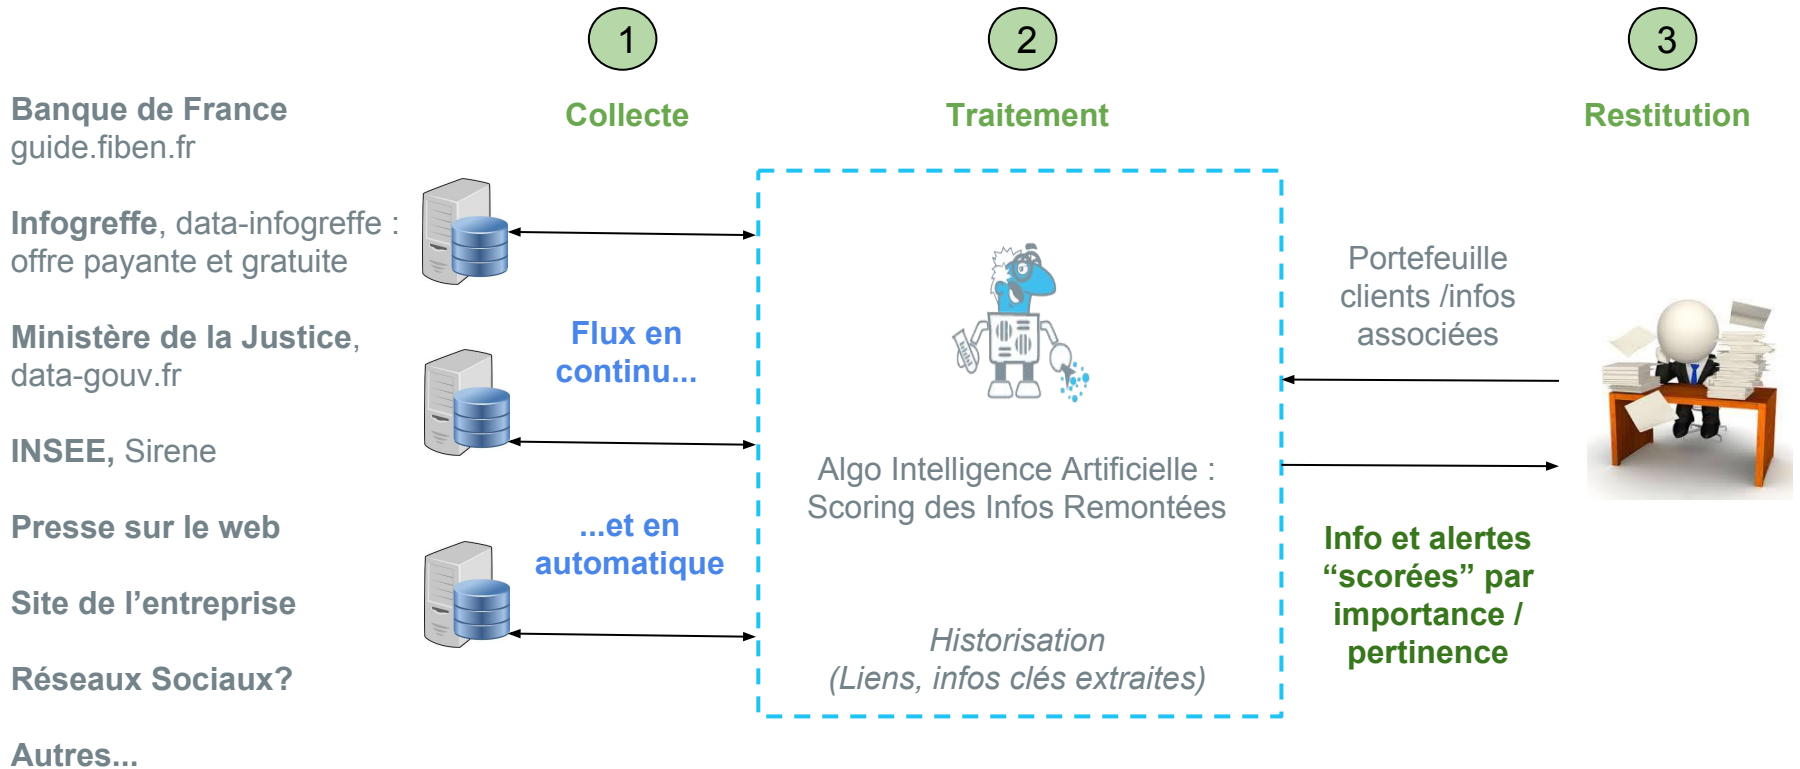 1
2
3
Collecte
Traitement
Restitution
Banque de France
guide.fiben.fr
Infogreffe, data-infogreffe :
offre payante et gratuite
Ministère de la Justice,
data-gouv.fr
INSEE, Sirene
Presse sur le web
Site de l’entreprise
Réseaux Sociaux?
Autres...
Flux en
continu...
...et en
automatique
Algo Intelligence Artificielle :
Scoring des Infos Remontées
Historisation
(Liens, infos clés extraites)
Portefeuille
clients /infos
associées
Info et alertes
“scorées” par
importance /
pertinence